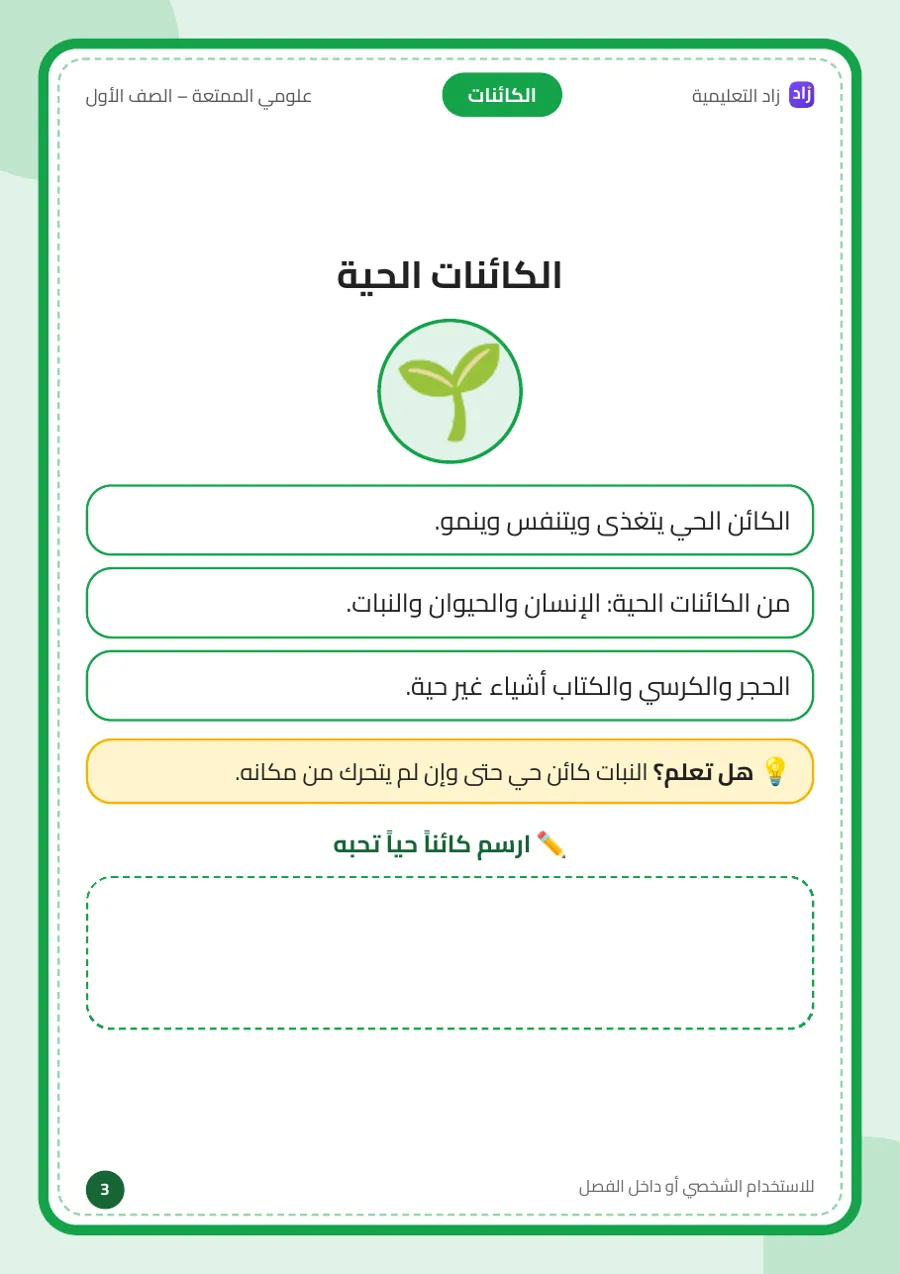 زاد زاد التعليمية
الكائنات
علومي الممتعة – الصف الأول
الكائنات الحية
الكائن الحي يتغذى ويتنفس وينمو.
من الكائنات الحية: الإنسان والحيوان والنبات.
الحجر والكرسي والكتاب أشياء غير حية.
هل تعلم؟ النبات كائن حي حتى وإن لم يتحرك من مكانه.
ارسم كائناً حياً تحبه
للاستخدام الشخصي أو داخل الفصل
3